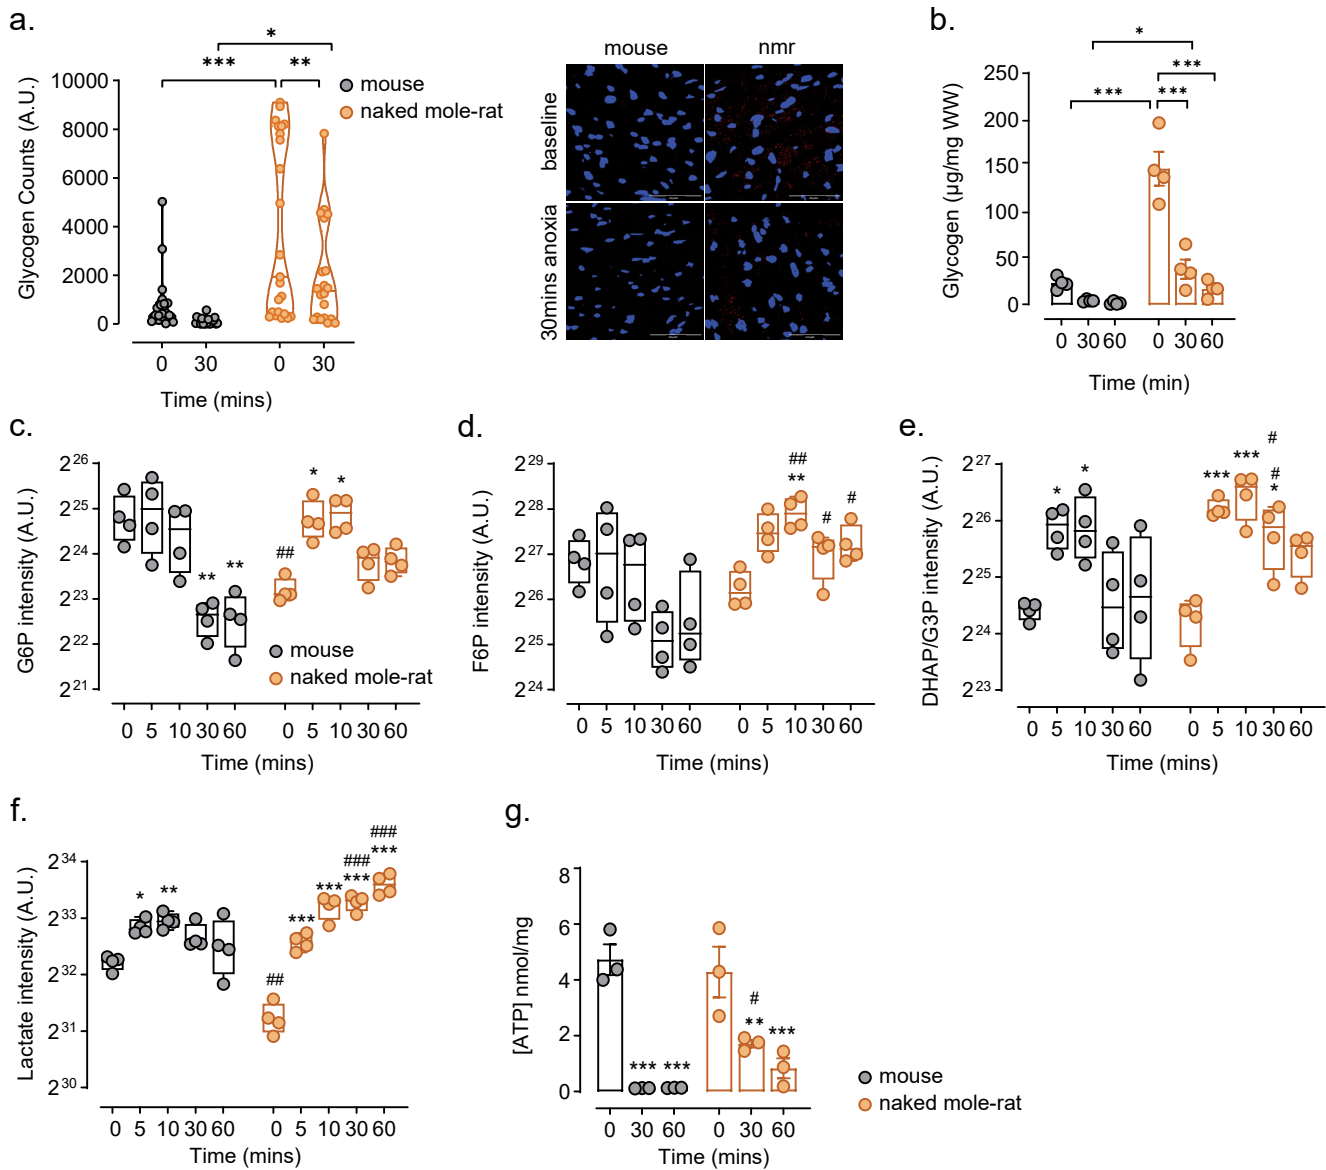 a.
*
*** **
10000
8000
6000
4000
2000
0
Glycogen Counts (A.U.)
0 30 0 30
Time (mins)
mouse
naked mole-rat
mouse nmr
baseline
30mins anoxia
b.
*
***
*** ***
250
200
150
100
50
0
Glycogen (µg/mg WW)
0 30 60 0 30 60
Time (min)
c.
2^26
2^25
2^24
2^23
2^22
2^21
G6P intensity (A.U.)
** ** ## * *
mouse
naked mole-rat
0 5 10 30 60 0 5 10 30 60
Time (mins)
d.
2^29
2^28
2^27
2^26
2^25
2^24
F6P intensity (A.U.)
##
** # #
0 5 10 30 60 0 5 10 30 60
Time (mins)
e.
2^27
2^26
2^25
2^24
2^23
DHAP/G3P intensity (A.U.)
#
* * *** *** #
*
0 5 10 30 60 0 5 10 30 60
Time (mins)
f.
2^34
2^33
2^32
2^31
2^30
Lactate intensity (A.U.)
###
### ***
* ** ## *** *** ***
0 5 10 30 60 0 5 10 30 60
Time (mins)
g.
8
6
4
2
0
[ATP] nmol/mg
#
*** *** ** ***
0 30 60 0 30 60
Time (mins)
mouse
naked mole-rat